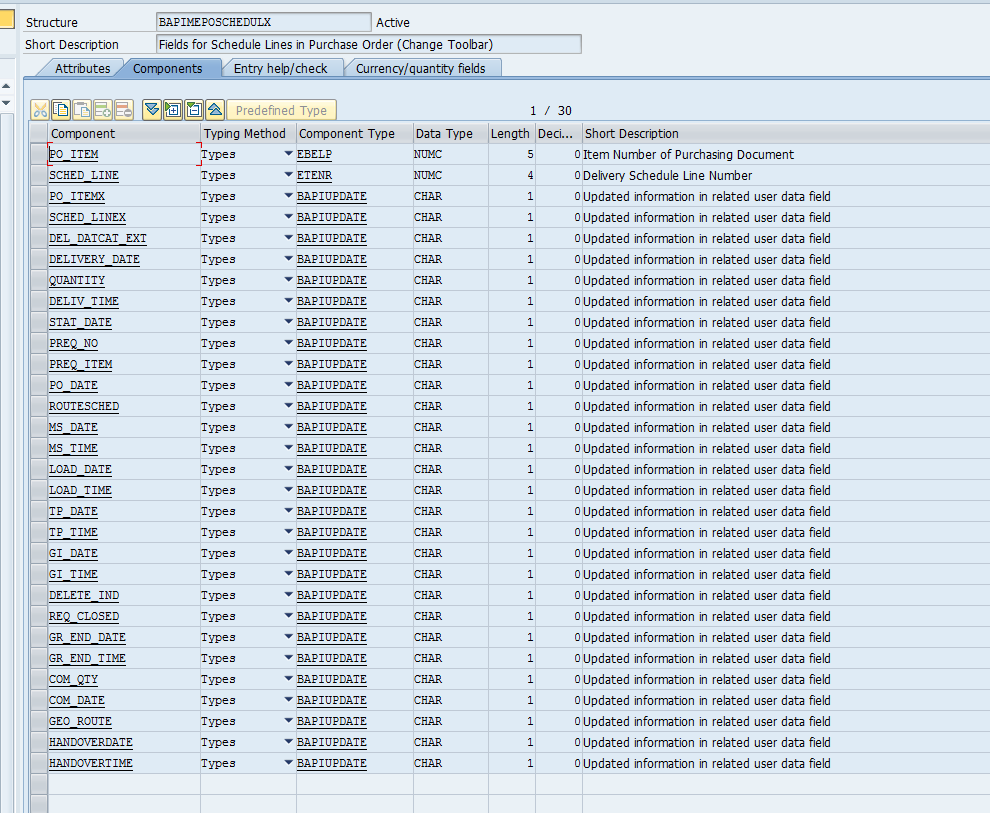 Structure BAPIMEPOSCHEDULX Active
Short Description Fields for Schedule Lines in Purchase Order (Change Toolbar)
Attributes Components Entry help/check Currency/quantity fields
Predefined Type 1 / 30
Component Typing Method Component Type Data Type Length Deci... Short Description
PO_ITEM Types EBELP NUMC 5 0 Item Number of Purchasing Document
SCHED_LINE Types ETENR NUMC 4 0 Delivery Schedule Line Number
PO_ITEMX Types BAPIUPDATE CHAR 1 0 Updated information in related user data field
SCHED_LINEX Types BAPIUPDATE CHAR 1 0 Updated information in related user data field
DEL_DATCAT_EXT Types BAPIUPDATE CHAR 1 0 Updated information in related user data field
DELIVERY_DATE Types BAPIUPDATE CHAR 1 0 Updated information in related user data field
QUANTITY Types BAPIUPDATE CHAR 1 0 Updated information in related user data field
DELIV_TIME Types BAPIUPDATE CHAR 1 0 Updated information in related user data field
STAT_DATE Types BAPIUPDATE CHAR 1 0 Updated information in related user data field
PREQ_NO Types BAPIUPDATE CHAR 1 0 Updated information in related user data field
PREQ_ITEM Types BAPIUPDATE CHAR 1 0 Updated information in related user data field
PO_DATE Types BAPIUPDATE CHAR 1 0 Updated information in related user data field
ROUTESCHED Types BAPIUPDATE CHAR 1 0 Updated information in related user data field
MS_DATE Types BAPIUPDATE CHAR 1 0 Updated information in related user data field
MS_TIME Types BAPIUPDATE CHAR 1 0 Updated information in related user data field
LOAD_DATE Types BAPIUPDATE CHAR 1 0 Updated information in related user data field
LOAD_TIME Types BAPIUPDATE CHAR 1 0 Updated information in related user data field
TP_DATE Types BAPIUPDATE CHAR 1 0 Updated information in related user data field
TP_TIME Types BAPIUPDATE CHAR 1 0 Updated information in related user data field
GI_DATE Types BAPIUPDATE CHAR 1 0 Updated information in related user data field
GI_TIME Types BAPIUPDATE CHAR 1 0 Updated information in related user data field
DELETE_IND Types BAPIUPDATE CHAR 1 0 Updated information in related user data field
REQ_CLOSED Types BAPIUPDATE CHAR 1 0 Updated information in related user data field
GR_END_DATE Types BAPIUPDATE CHAR 1 0 Updated information in related user data field
GR_END_TIME Types BAPIUPDATE CHAR 1 0 Updated information in related user data field
COM_QTY Types BAPIUPDATE CHAR 1 0 Updated information in related user data field
COM_DATE Types BAPIUPDATE CHAR 1 0 Updated information in related user data field
GEO_ROUTE Types BAPIUPDATE CHAR 1 0 Updated information in related user data field
HANDOVERDATE Types BAPIUPDATE CHAR 1 0 Updated information in related user data field
HANDOVERTIME Types BAPIUPDATE CHAR 1 0 Updated information in related user data field